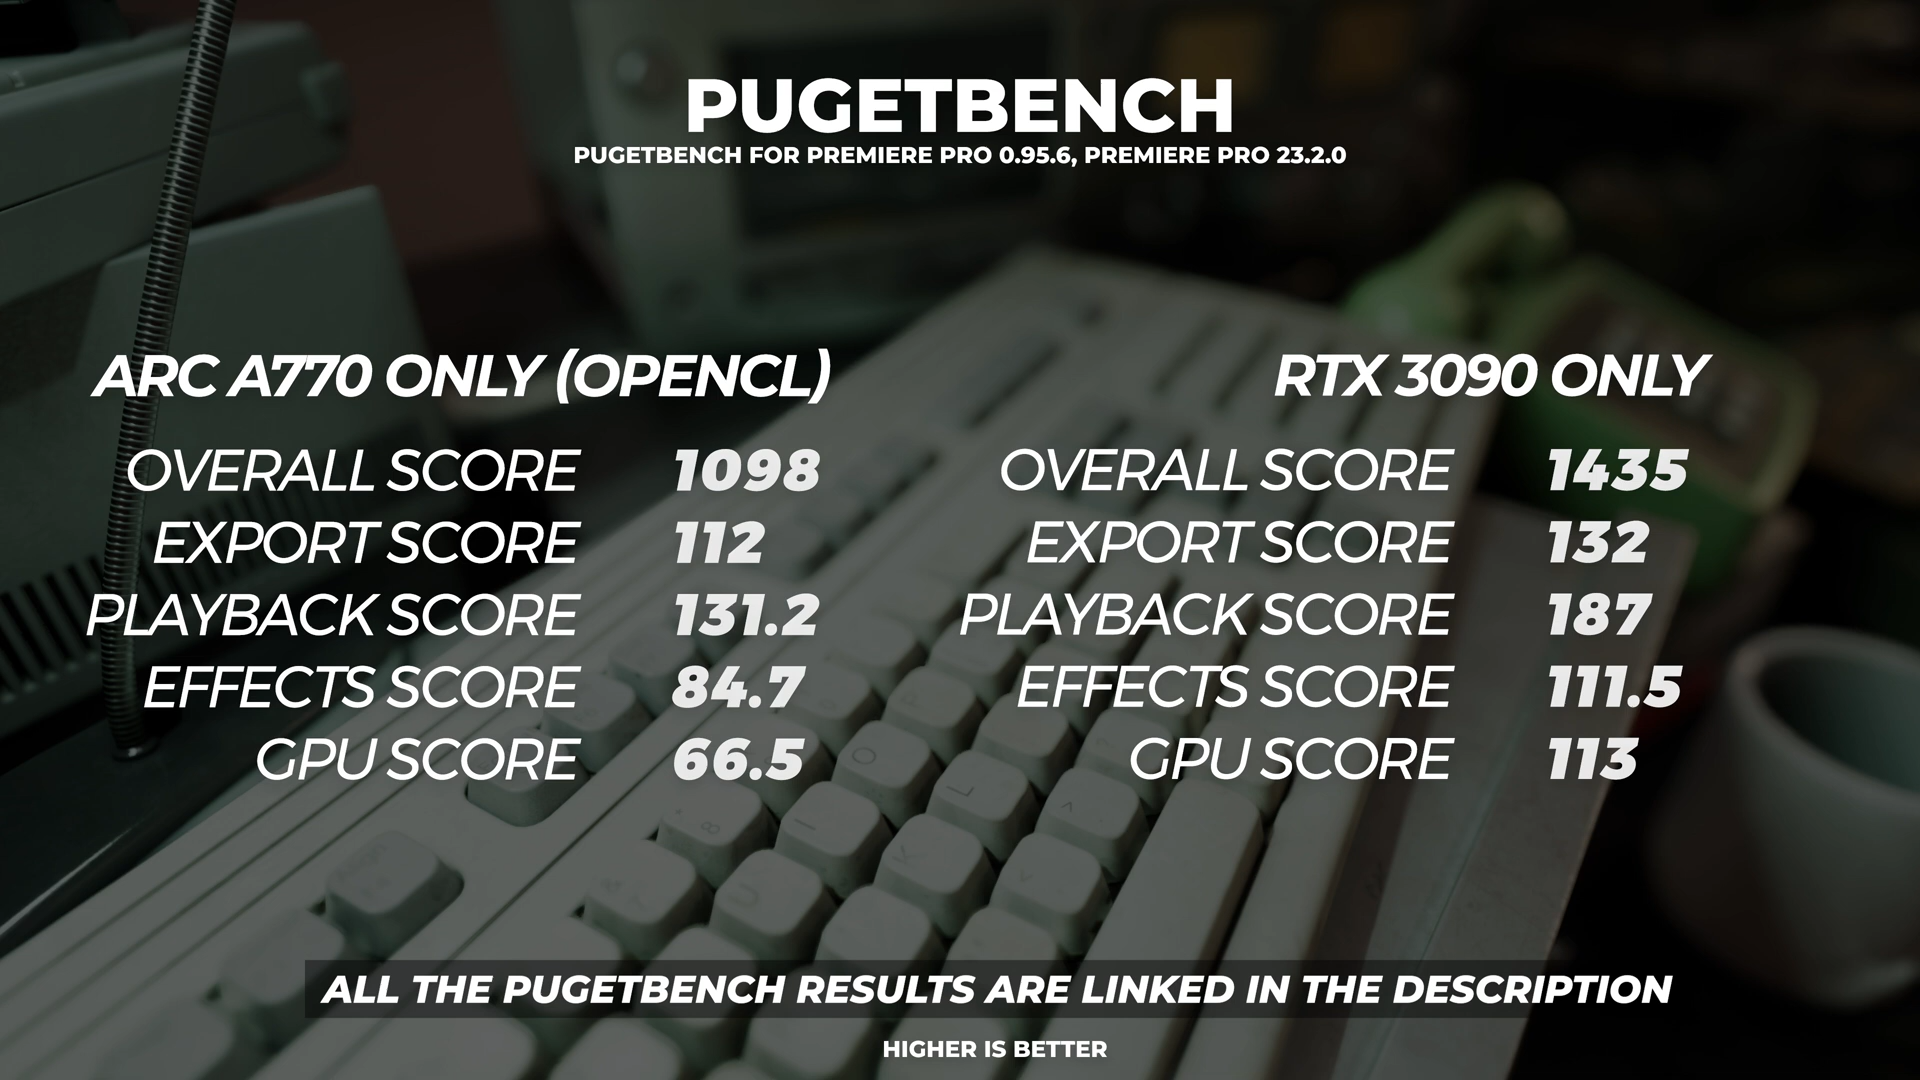 PUGETBENCH
PUGETBENCH FOR PREMIERE PRO 0.95.6, PREMIERE PRO 23.2.0
ARC A770 ONLY (OPENCL)
OVERALL SCORE 1098
EXPORT SCORE 112
PLAYBACK SCORE 131.2
EFFECTS SCORE 84.7
GPU SCORE 66.5
RTX 3090 ONLY
OVERALL SCORE 1435
EXPORT SCORE 132
PLAYBACK SCORE 187
EFFECTS SCORE 111.5
GPU SCORE 113
ALL THE PUGETBENCH RESULTS ARE LINKED IN THE DESCRIPTION
HIGHER IS BETTER